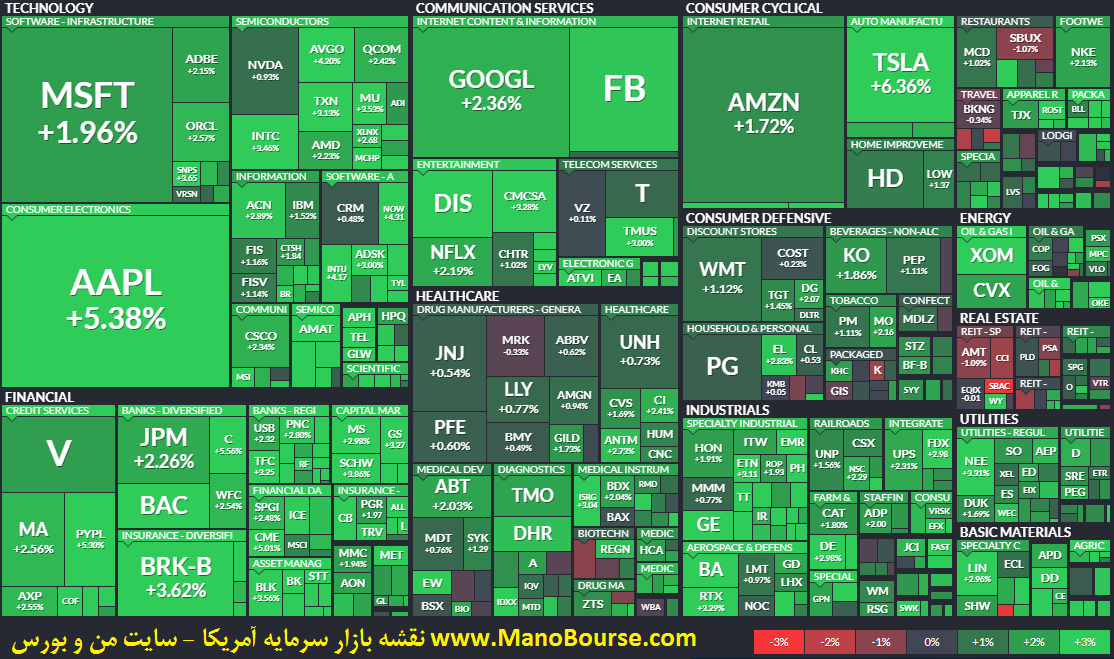 TECHNOLOGY
SOFTWARE - INFRASTRUCTURE
MSFT
+1.96%
ADBE
+2.15%
ORCL
+2.57%
SNPS
+3.65
VRSN
SEMICONDUCTORS
NVDA
+0.93%
AVGO
+4.20%
QCOM
+2.42%
TXN
+3.13%
MU
+3.53%
ADI
INTC
+3.46%
AMD
+2.23%
XLNX
+2.68
MCHP
CONSUMER ELECTRONICS
AAPL
+5.38%
INFORMATION
ACN
+2.89%
IBM
+1.52%
FIS
+1.16%
CTSH
+1.84
FISV
+1.14%
BR
SOFTWARE - A
CRM
+0.48%
NOW
+4.31
INTU
+4.17
ADSK
+3.00%
TYL
COMMUNI
CSCO
+2.34%
MSI
SEMICO
AMAT
APH
HPQ
TEL
GLW
SCIENTIFIC
COMMUNICATION SERVICES
INTERNET CONTENT & INFORMATION
GOOGL
+2.36%
FB
ENTERTAINMENT
DIS
CMCSA
+3.28%
NFLX
+2.19%
CHTR
+1.02%
LYV
TELECOM SERVICES
VZ
+0.11%
T
TMUS
+3.00%
ELECTRONIC G
ATVI
EA
CONSUMER CYCLICAL
INTERNET RETAIL
AMZN
+1.72%
AUTO MANUFACTU
TSLA
+6.36%
HOME IMPROVEME
HD
LOW
+1.37
RESTAURANTS
MCD
+1.02%
SBUX
-1.07%
FOOTWE
NKE
+2.13%
TRAVEL
BKNG
-0.34%
APPAREL R
TJX
ROST
PACKA
BLL
LODGI
SPECIA
LVS
CONSUMER DEFENSIVE
DISCOUNT STORES
WMT
+1.12%
COST
+0.23%
TGT
+1.45%
DG
+2.07
DLTR
BEVERAGES - NON-ALC
KO
+1.86%
PEP
+1.11%
TOBACCO
PM
+1.11%
MO
+2.16
CONFECT
MDLZ
HOUSEHOLD & PERSONAL
PG
EL
+2.83%
CL
+0.53
KMB
+0.05
PACKAGED
KHC
K
GIS
STZ
BF-B
SYY
ENERGY
OIL & GAS I
XOM
CVX
OIL & GA
COP
EOG
PSX
MPC
VLO
OIL &
OKE
REAL ESTATE
REIT - SP
AMT
-1.09%
CCI
EQIX
-0.01
SBAC
WY
REIT -
PLD
PSA
REIT -
REIT -
SPG
O
VTR
HEALTHCARE
DRUG MANUFACTURERS - GENERA
JNJ
+0.54%
MRK
-0.33%
ABBV
+0.62%
LLY
+0.77%
AMGN
+0.94%
PFE
+0.60%
BMY
+0.49%
GILD
+1.73%
HEALTHCARE
UNH
+0.73%
CVS
+1.69%
CI
+2.41%
ANTM
+2.73%
HUM
CNC
MEDICAL DEV
ABT
+2.03%
MDT
+0.76%
SYK
+1.29
EW
BSX
BIO
DIAGNOSTICS
TMO
DHR
A
IQV
IDXX
MTD
MEDICAL INSTRUM
ISRG
+3.04
BDX
+2.04%
RMD
BAX
BIOTECHN
REGN
MEDIC
HCA
DRUG MA
ZTS
MEDIC
WBA
FINANCIAL
CREDIT SERVICES
V
MA
+2.56%
PYPL
+5.30%
AXP
+2.55%
COF
BANKS - DIVERSIFIED
JPM
+2.26%
C
+5.56%
BAC
WFC
+2.54%
INSURANCE - DIVERSIFI
BRK-B
+3.62%
BANKS - REGI
USB
+2.32
PNC
+2.80%
TFC
+3.25
RF
CAPITAL MAR
MS
+2.98%
GS
+3.27
SCHW
+3.86%
FINANCIAL DA
SPGI
+2.48%
ICE
CME
+5.01%
MSCI
INSURANCE -
CB
PGR
+1.97
ALL
TRV
L
ASSET MANAG
BLK
+3.56%
BK
STT
MMC
+1.94%
AON
MET
GL
INDUSTRIALS
SPECIALTY INDUSTRIAL
HON
+1.91%
ITW
EMR
ETN
+3.11
ROP
+1.93
PH
MMM
+0.77%
TT
GE
IR
RAILROADS
UNP
+1.56%
CSX
NSC
+2.29
INTEGRATE
UPS
+2.31%
FDX
+2.98
FARM &
CAT
+1.80%
DE
+2.98%
STAFFIN
ADP
+2.00
CONSU
VRSK
EFX
AEROSPACE & DEFENS
BA
LMT
+0.97%
GD
LHX
RTX
+3.29%
NOC
SPECIAL
GPN
JCI
FAST
WM
RSG
SWK
UTILITIES
UTILITIES - REGUL
NEE
+3.31%
SO
AEP
XEL
ED
DUK
+1.69%
ES
EIX
WEC
UTILITIE
D
SRE
ETR
PEG
BASIC MATERIALS
SPECIALTY C
LIN
+2.96%
ECL
APD
DD
SHW
CE
AGRIC
نقشه بازار سرمایه آمریکا - سایت من و بورس www.ManoBourse.com
-3%
-2%
-1%
0%
+1%
+2%
+3%